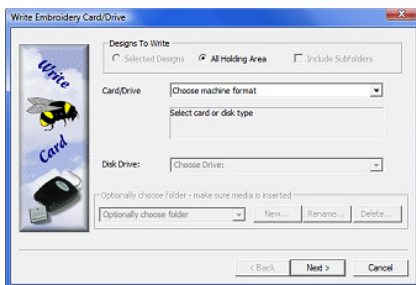 Write Embroidery Card/Drive
Write
Card
Designs To Write
Selected Designs All Holding Area Include Subfolders
Card/Drive Choose machine format
Select card or disk type
Disk Drive: Choose Drive:
Optionally choose folder - make sure media is inserted
Optionally choose folder New... Rename... Delete...
< Back Next > Cancel